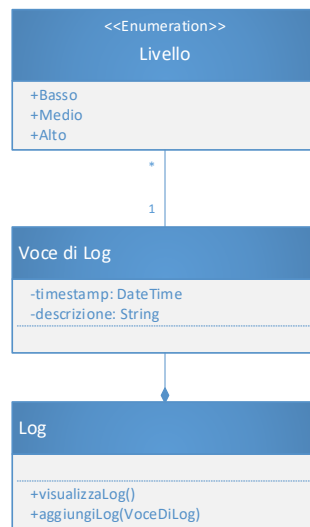 <<Enumeration>>
Livello
+Basso
+Medio
+Alto
*
1
Voce di Log
-timestamp: DateTime
-descrizione: String
Log
+visualizzaLog()
+aggiungiLog(VoceDiLog)